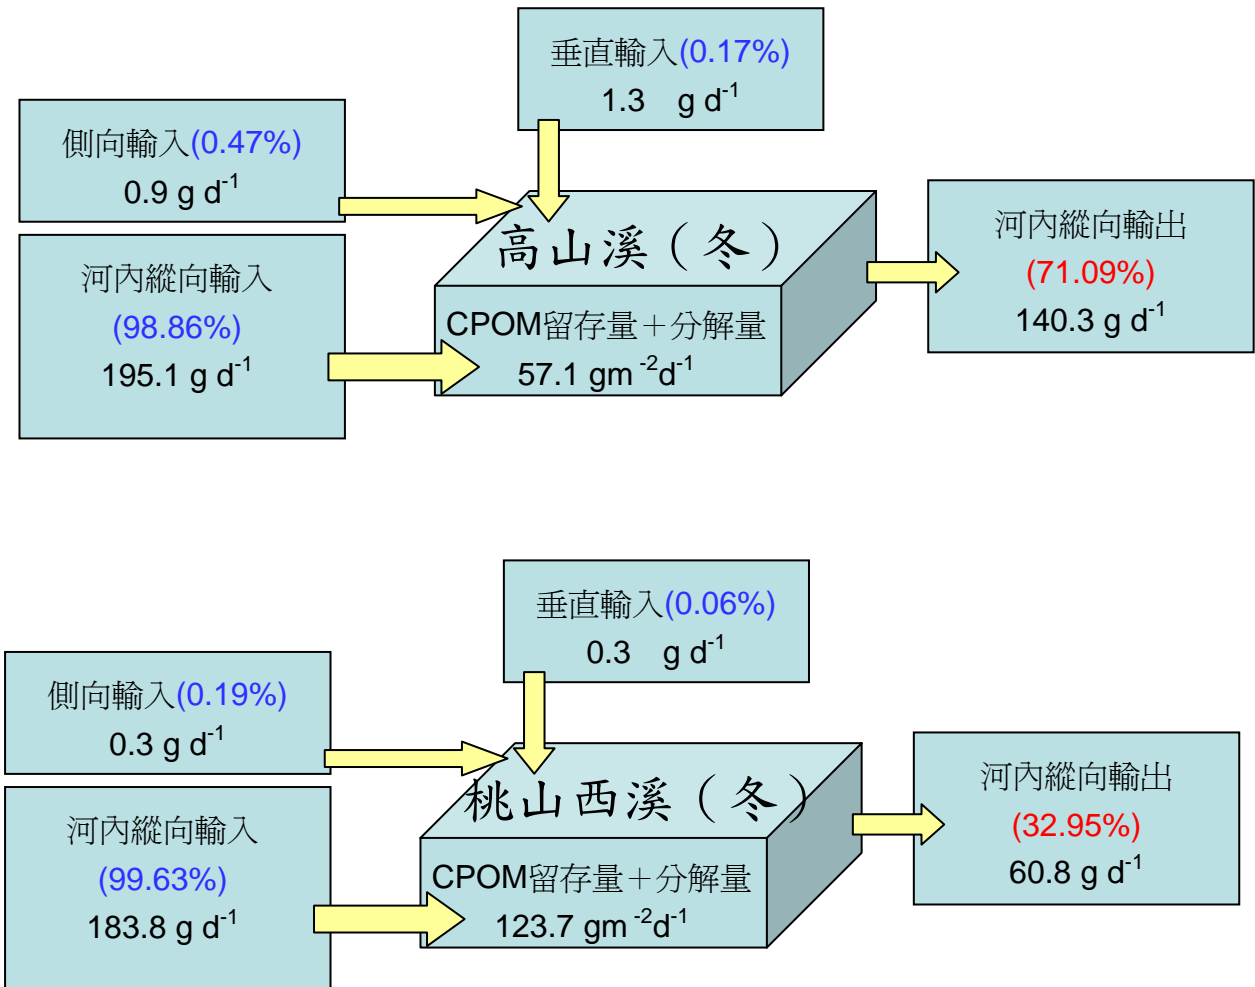 垂直輸入(0.17%)
1.3 g d-1
側向輸入(0.47%)
0.9 g d-1
河內縱向輸入
(98.86%)
195.1 g d-1
高山溪（冬）
CPOM留存量＋分解量
57.1 gm -2d-1
河內縱向輸出
(71.09%)
140.3 g d-1
垂直輸入(0.06%)
0.3 g d-1
側向輸入(0.19%)
0.3 g d-1
河內縱向輸入
(99.63%)
183.8 g d-1
桃山西溪（冬）
CPOM留存量＋分解量
123.7 gm -2d-1
河內縱向輸出
(32.95%)
60.8 g d-1